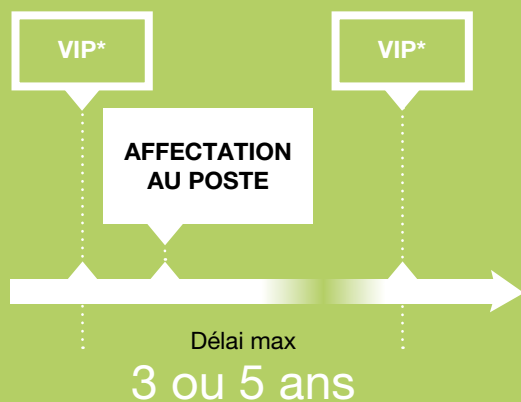 VIP*
VIP*
AFFECTATION
AU POSTE
Délai max
3 ou 5 ans